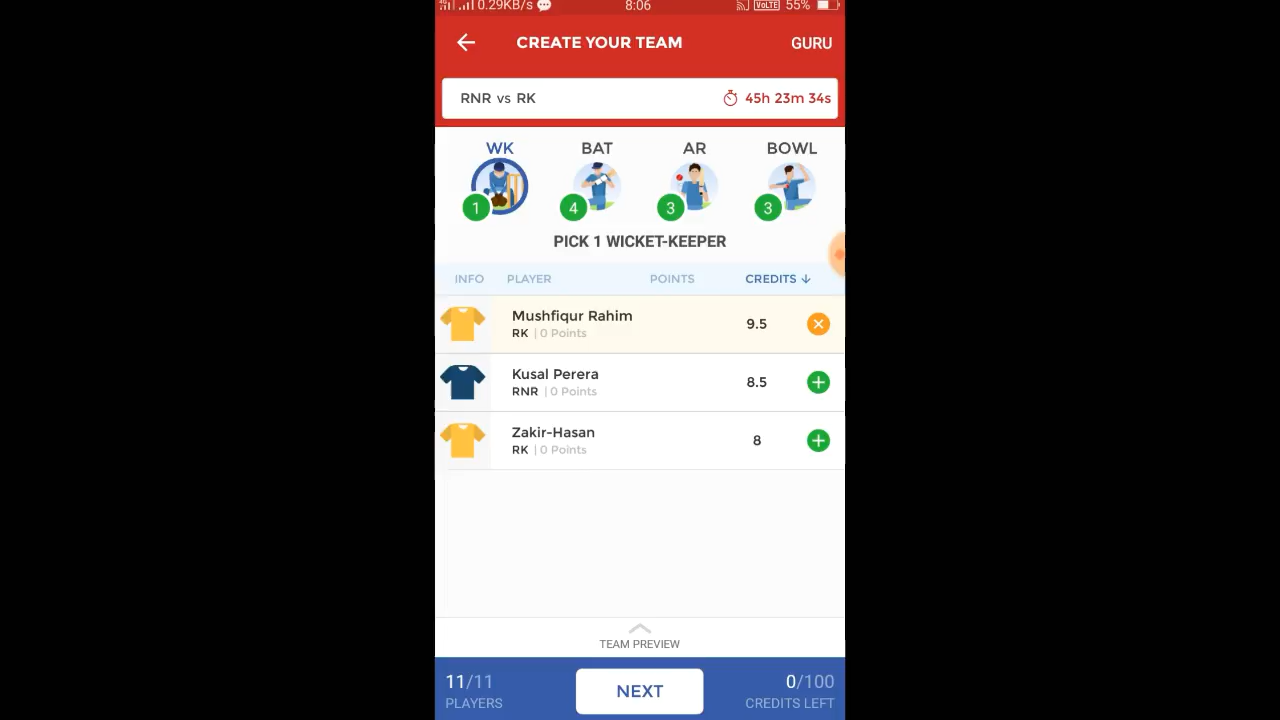 0.29KB/s 8:06 VoLTE 55%
CREATE YOUR TEAM GURU
RNR vs RK 45h 23m 34s
WK BAT AR BOWL
1 4 3 3
PICK 1 WICKET-KEEPER
INFO PLAYER POINTS CREDITS ↓
Mushfiqur Rahim 9.5
RK | 0 Points
Kusal Perera 8.5
RNR | 0 Points
Zakir-Hasan 8
RK | 0 Points
TEAM PREVIEW
11/11 NEXT 0/100
PLAYERS CREDITS LEFT